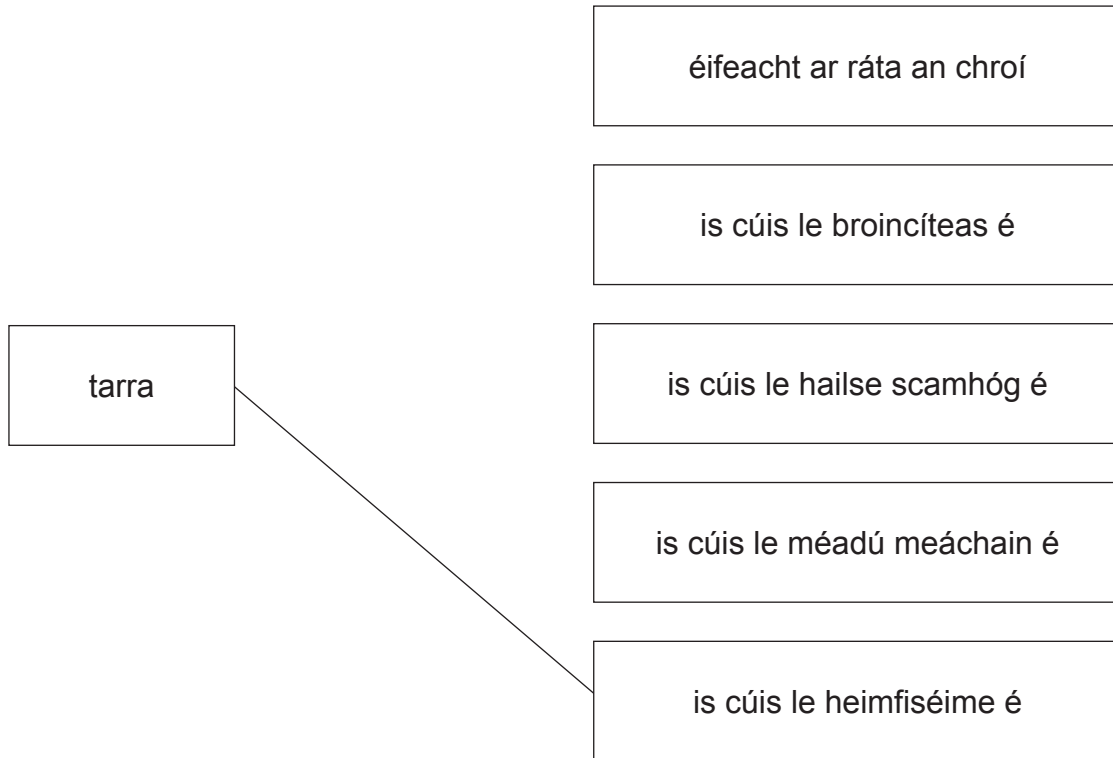 éifeacht ar ráta an chroí
is cúis le broincíteas é
tarra
is cúis le hailse scamhóg é
is cúis le méadú meáchain é
is cúis le heimfiséime é